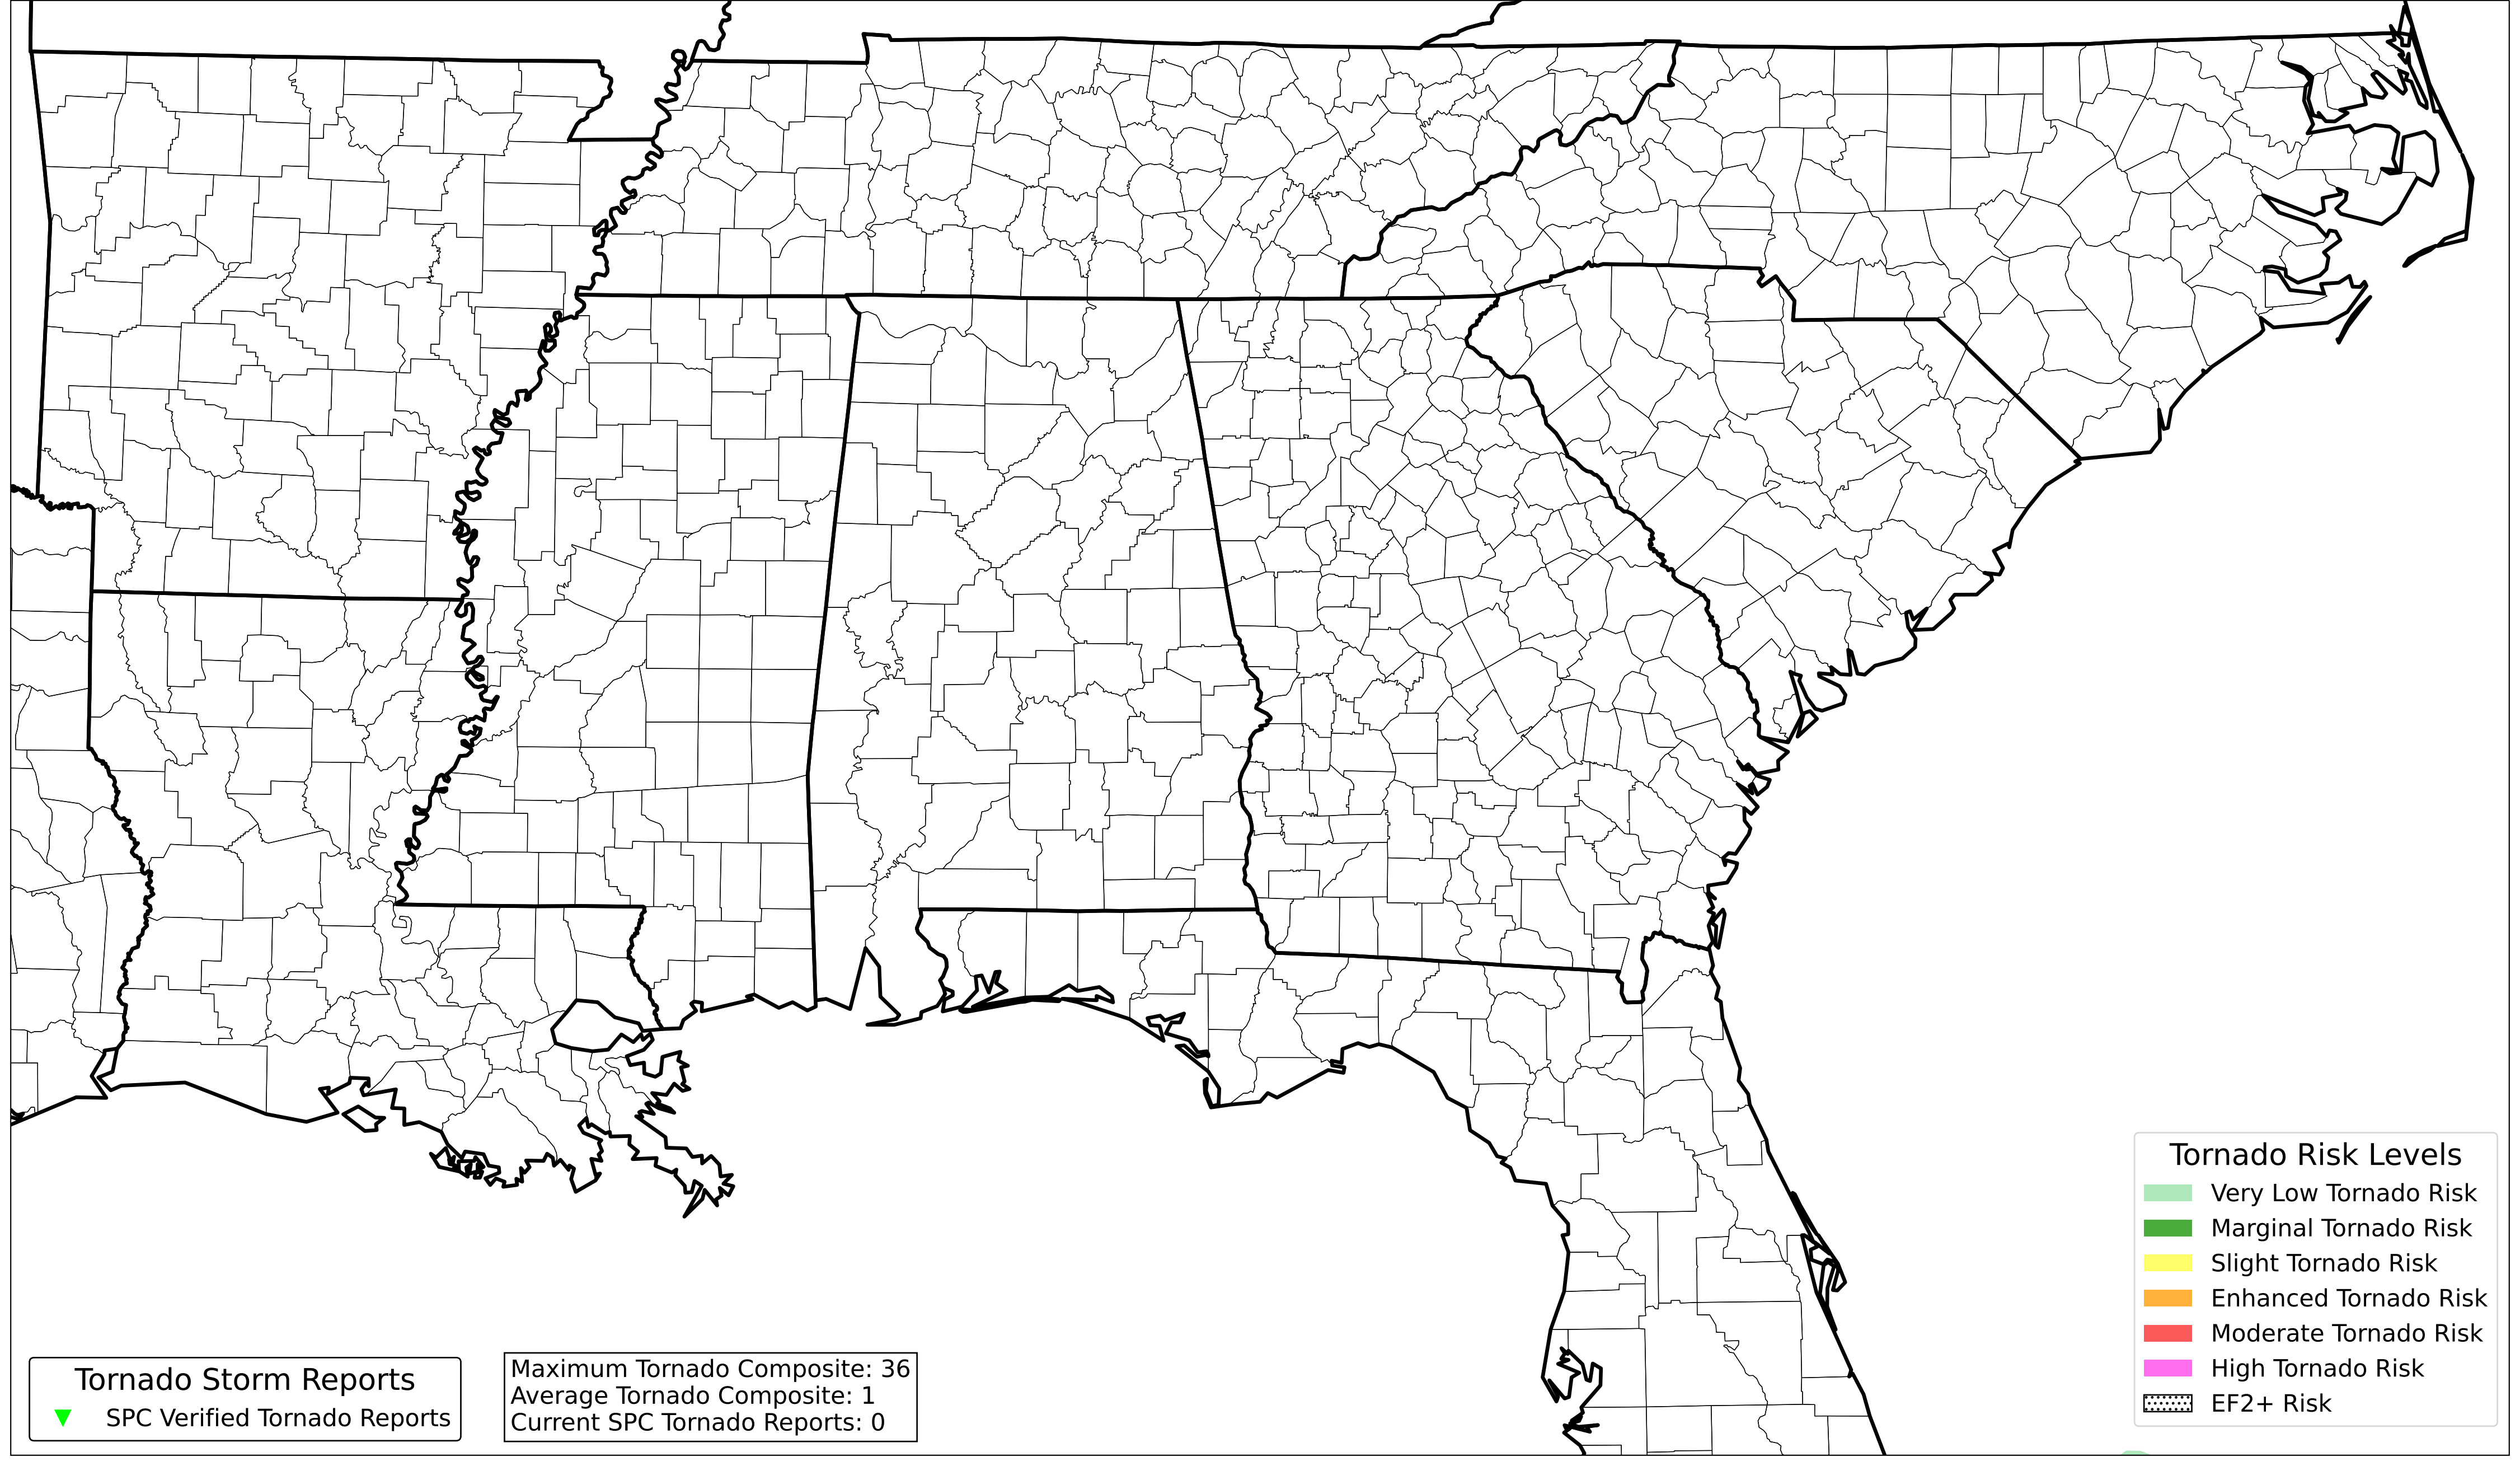 Tornado Storm Reports
SPC Verified Tornado Reports
Maximum Tornado Composite: 36
Average Tornado Composite: 1
Current SPC Tornado Reports: 0
Tornado Risk Levels
Very Low Tornado Risk
Marginal Tornado Risk
Slight Tornado Risk
Enhanced Tornado Risk
Moderate Tornado Risk
High Tornado Risk
EF2+ Risk